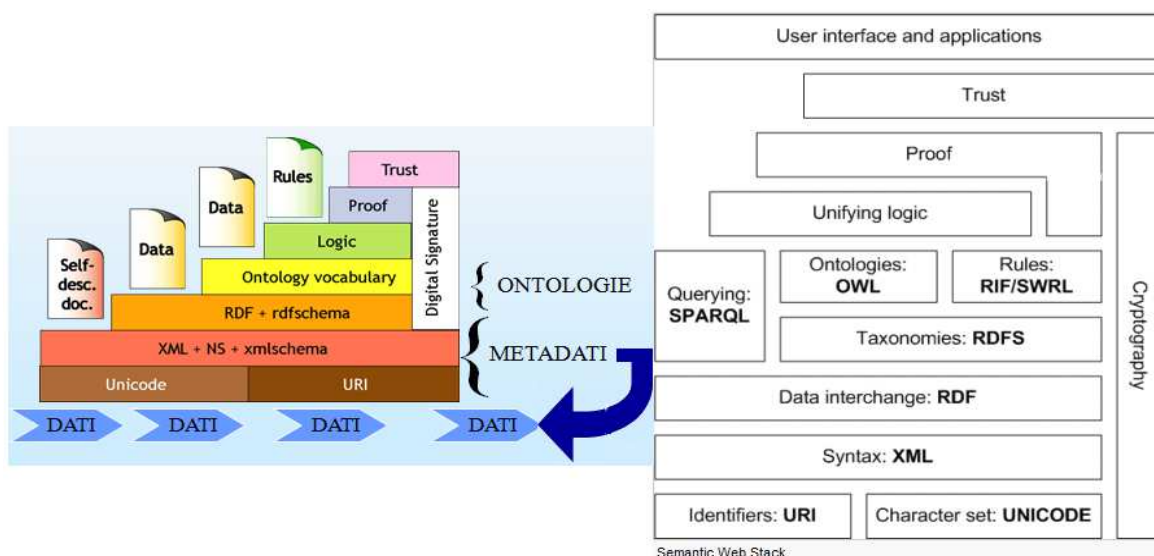 Trust
Rules
Proof
Data
Logic
Data
Ontology vocabulary
Self-
desc.
doc.
RDF + rdfschema
Digital Signature
XML + NS + xmlschema
Unicode
URI
ONTOLOGIE
METADATI
DATI
DATI
DATI
DATI
User interface and applications
Trust
Proof
Unifying logic
Querying:
SPARQL
Ontologies:
OWL
Rules:
RIF/SWRL
Taxonomies: RDFS
Data interchange: RDF
Syntax: XML
Identifiers: URI
Character set: UNICODE
Cryptography
Semantic Web Stack